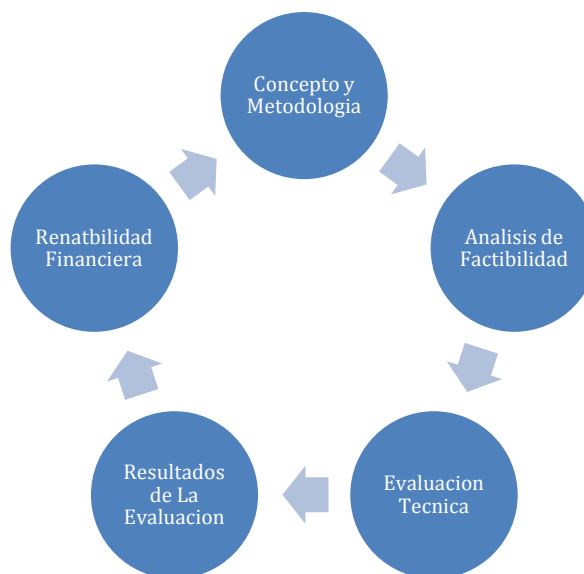 Concepto y
Metodologia
Analisis de
Factibilidad
Evaluacion
Tecnica
Resultados
de La
Evaluacion
Renatbilidad
Financiera